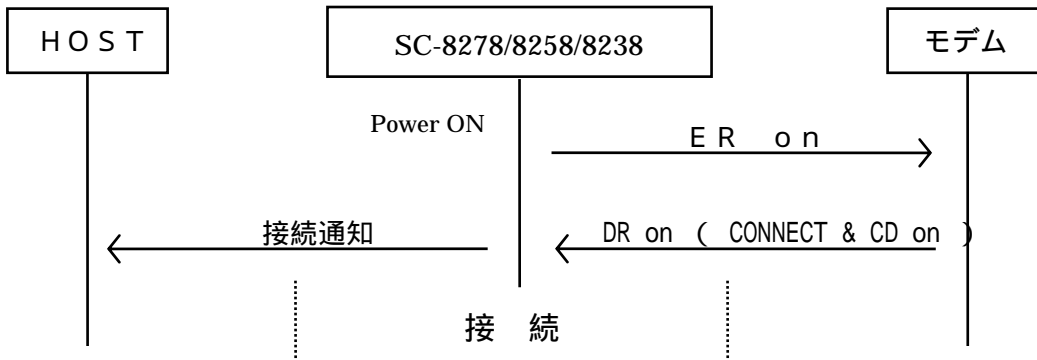 ＨＯＳＴ
SC-8278/8258/8238
モデム
Power ON
ＥＲ　ｏｎ
接続通知
DR on ( CONNECT & CD on )
接　続